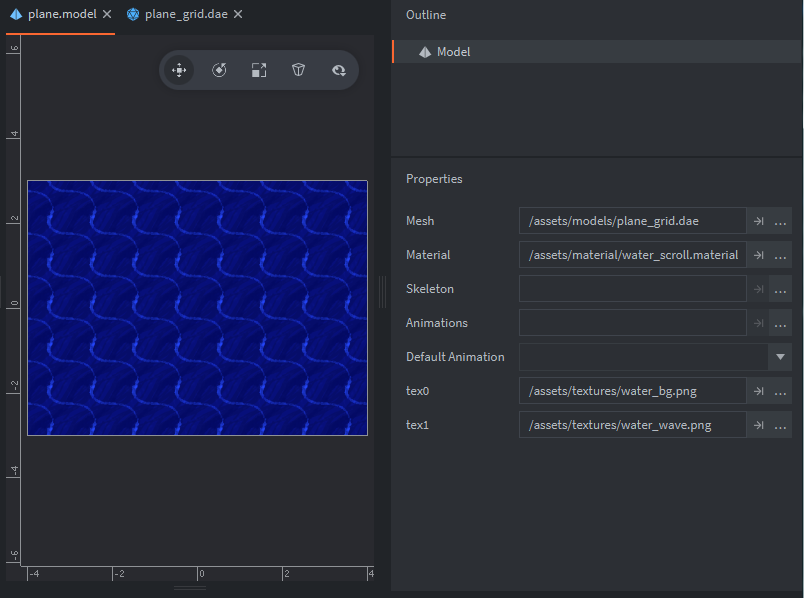 plane.model
plane_grid.dae
Outline
Model
Properties
Mesh /assets/models/plane_grid.dae ...
Material /assets/material/water_scroll.material ...
Skeleton ...
Animations ...
Default Animation
tex0 /assets/textures/water_bg.png ...
tex1 /assets/textures/water_wave.png ...
6
4
2
0
-2
-4
-6
-4 -2 0 2 4